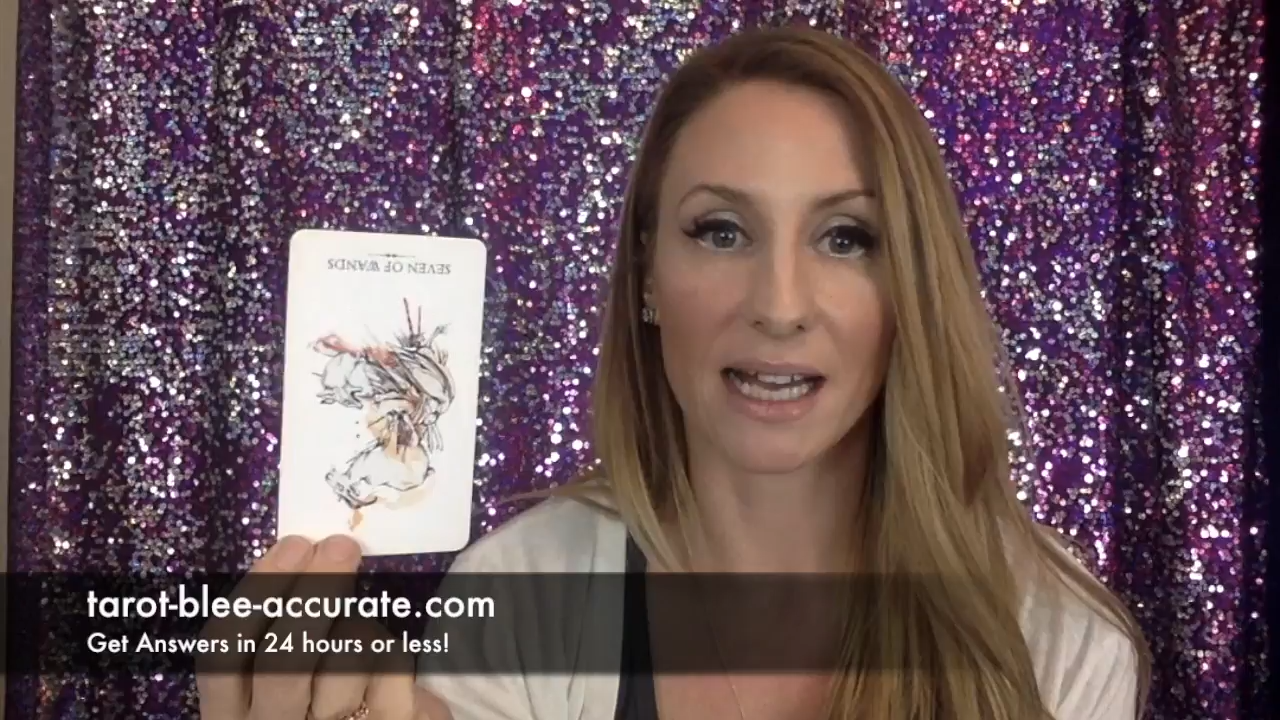 SEVEN OF WANDS
tarot-blee-accurate.com
Get Answers in 24 hours or less!